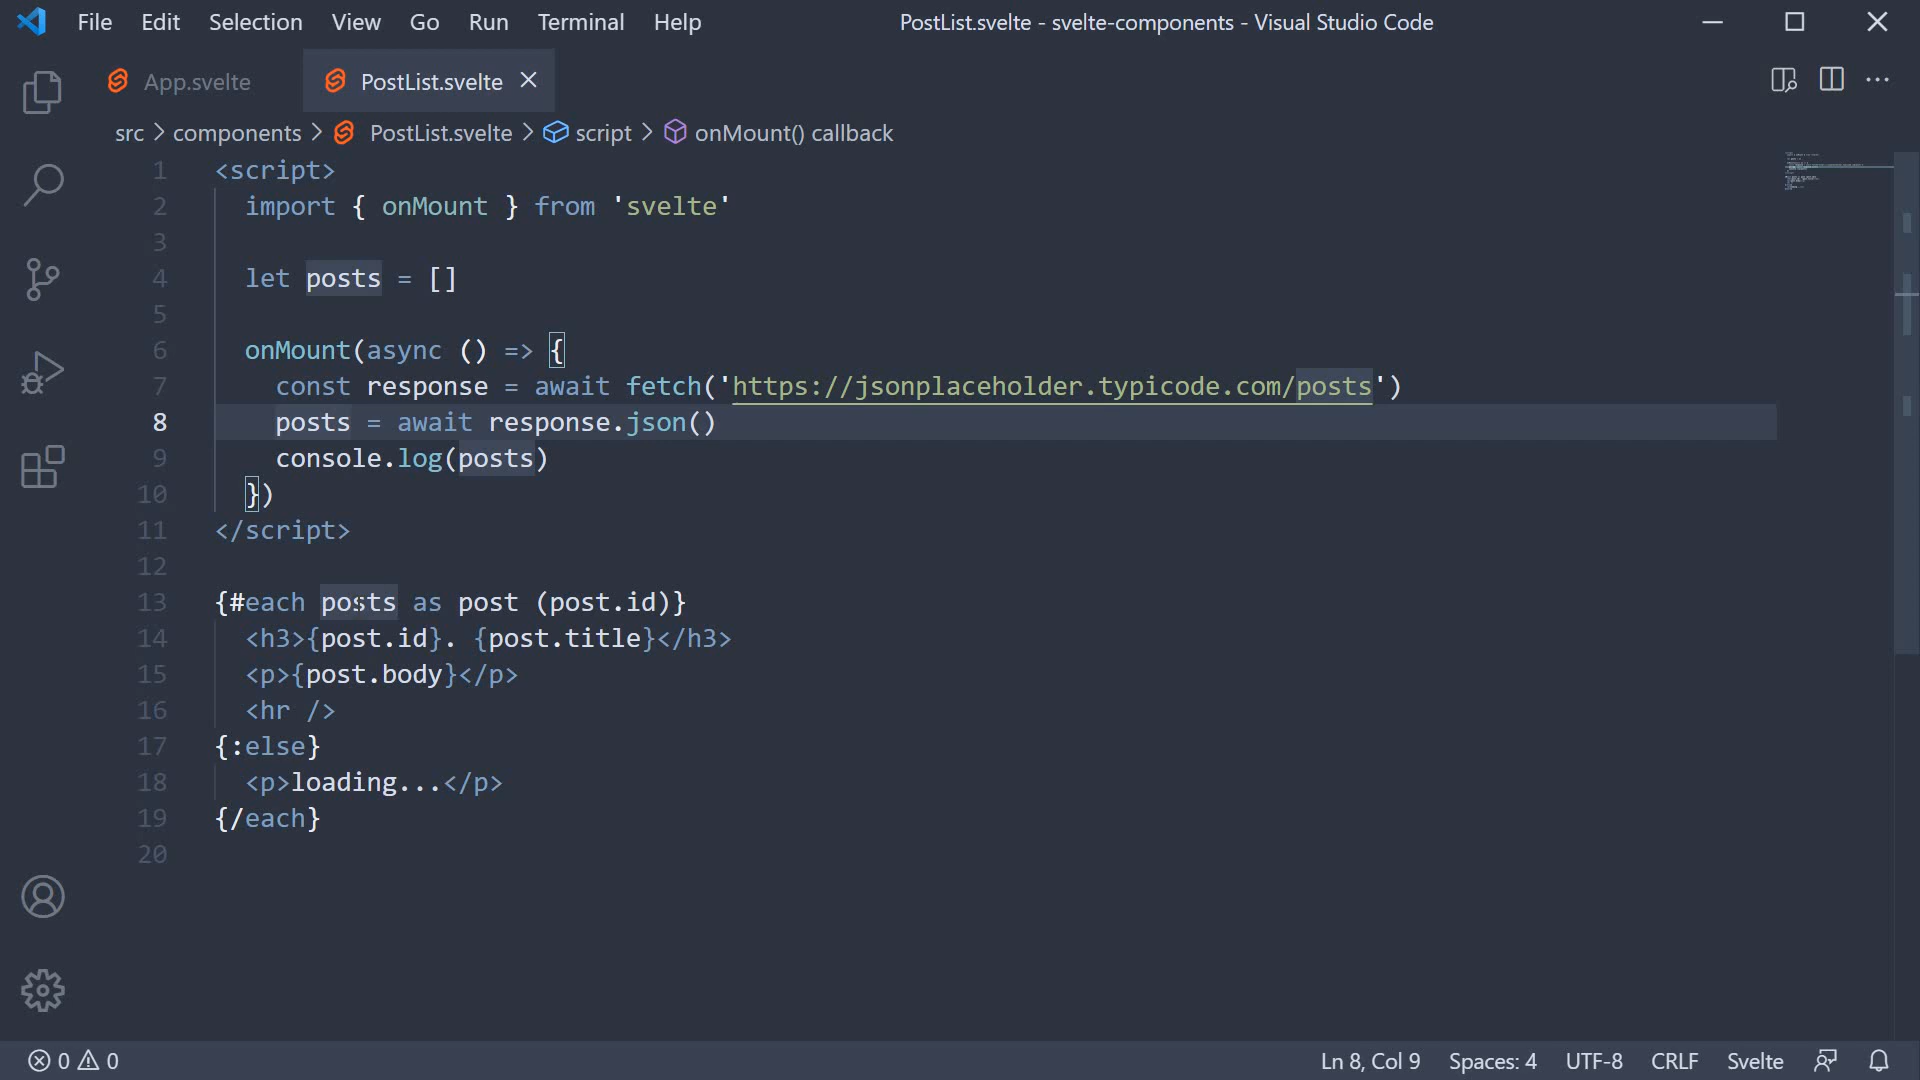 File Edit Selection View Go Run Terminal Help PostList.svelte - svelte-components - Visual Studio Code
App.svelte PostList.svelte
src > components > PostList.svelte > script > onMount() callback
1 <script>
2   import { onMount } from 'svelte'
3
4   let posts = []
5
6   onMount(async () => {
7     const response = await fetch('https://jsonplaceholder.typicode.com/posts')
8     posts = await response.json()
9     console.log(posts)
10   })
11 </script>
12
13 {#each posts as post (post.id)}
14   <h3>{post.id}. {post.title}</h3>
15   <p>{post.body}</p>
16   <hr />
17 {:else}
18   <p>loading...</p>
19 {/each}
20
0 0 Ln 8, Col 9 Spaces: 4 UTF-8 CRLF Svelte